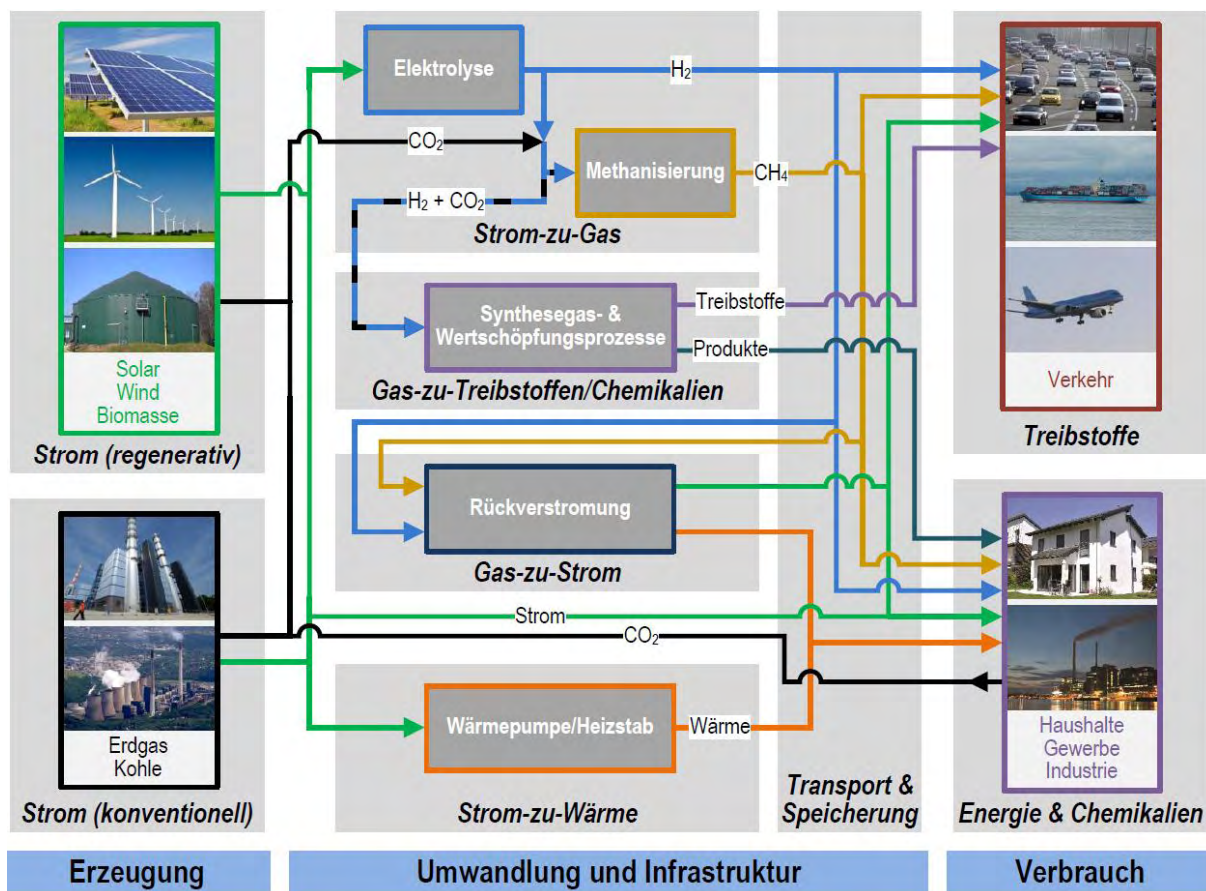 Solar
Wind
Biomasse
Strom (regenerativ)
Erdgas
Kohle
Strom (konventionell)
Elektrolyse
H₂
CO₂
Methanisierung
CH₄
H₂ + CO₂
Strom-zu-Gas
Synthesegas- &
Wertschöpfungsprozesse
Treibstoffe
Produkte
Gas-zu-Treibstoffen/Chemikalien
Rückverstromung
Gas-zu-Strom
Strom
CO₂
Wärmepumpe/Heizstab
Wärme
Strom-zu-Wärme
Transport &
Speicherung
Verkehr
Treibstoffe
Haushalte
Gewerbe
Industrie
Energie & Chemikalien
Erzeugung
Umwandlung und Infrastruktur
Verbrauch